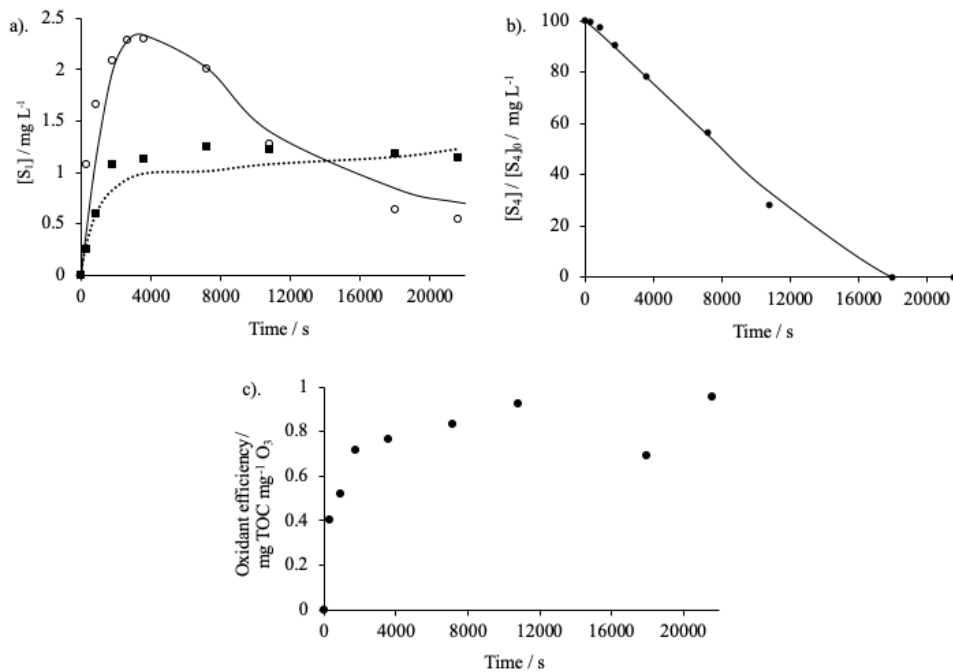 a).
2.5
2
1.5
1
0.5
0
[S₁] / mg L⁻¹
0 4000 8000 12000 16000 20000
Time / s
b).
100
80
60
40
20
0
[S₄] / [S₄]₀ / mg L⁻¹
0 4000 8000 12000 16000 20000
Time / s
c).
1
0.8
0.6
0.4
0.2
0
Oxidant efficiency/
mg TOC mg⁻¹ O₃
0 4000 8000 12000 16000 20000
Time / s